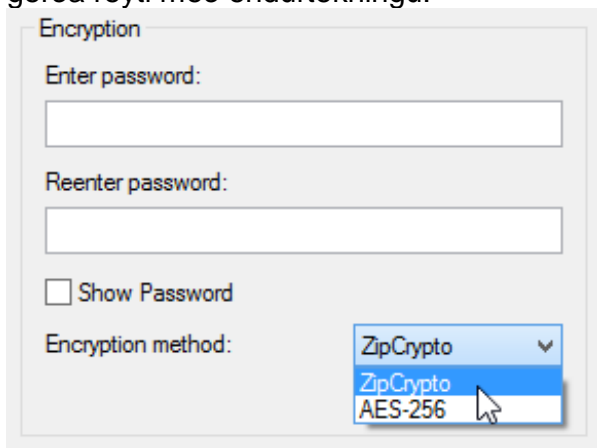 Encryption
Enter password:
Reenter password:
Show Password
Encryption method:
ZipCrypto
ZipCrypto
AES-256